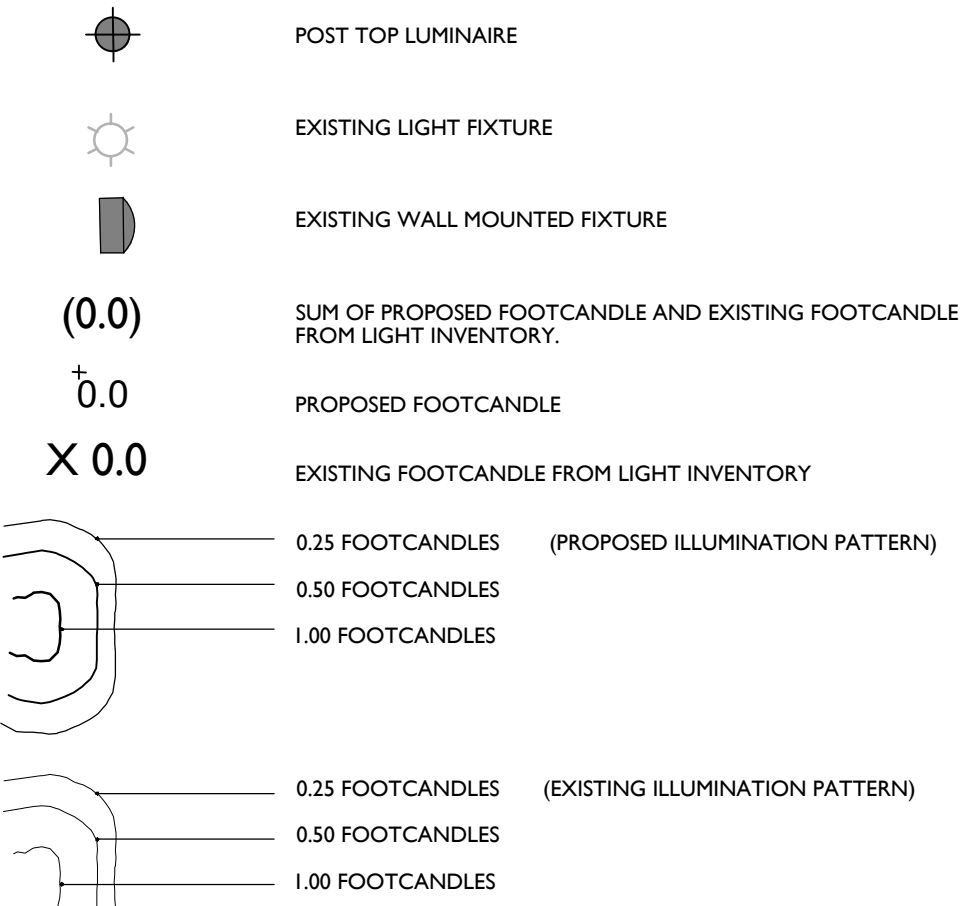 POST TOP LUMINAIRE
EXISTING LIGHT FIXTURE
EXISTING WALL MOUNTED FIXTURE
(0.0)
SUM OF PROPOSED FOOTCANDLE AND EXISTING FOOTCANDLE
FROM LIGHT INVENTORY.
+0.0
PROPOSED FOOTCANDLE
X 0.0
EXISTING FOOTCANDLE FROM LIGHT INVENTORY
0.25 FOOTCANDLES (PROPOSED ILLUMINATION PATTERN)
0.50 FOOTCANDLES
1.00 FOOTCANDLES
0.25 FOOTCANDLES (EXISTING ILLUMINATION PATTERN)
0.50 FOOTCANDLES
1.00 FOOTCANDLES